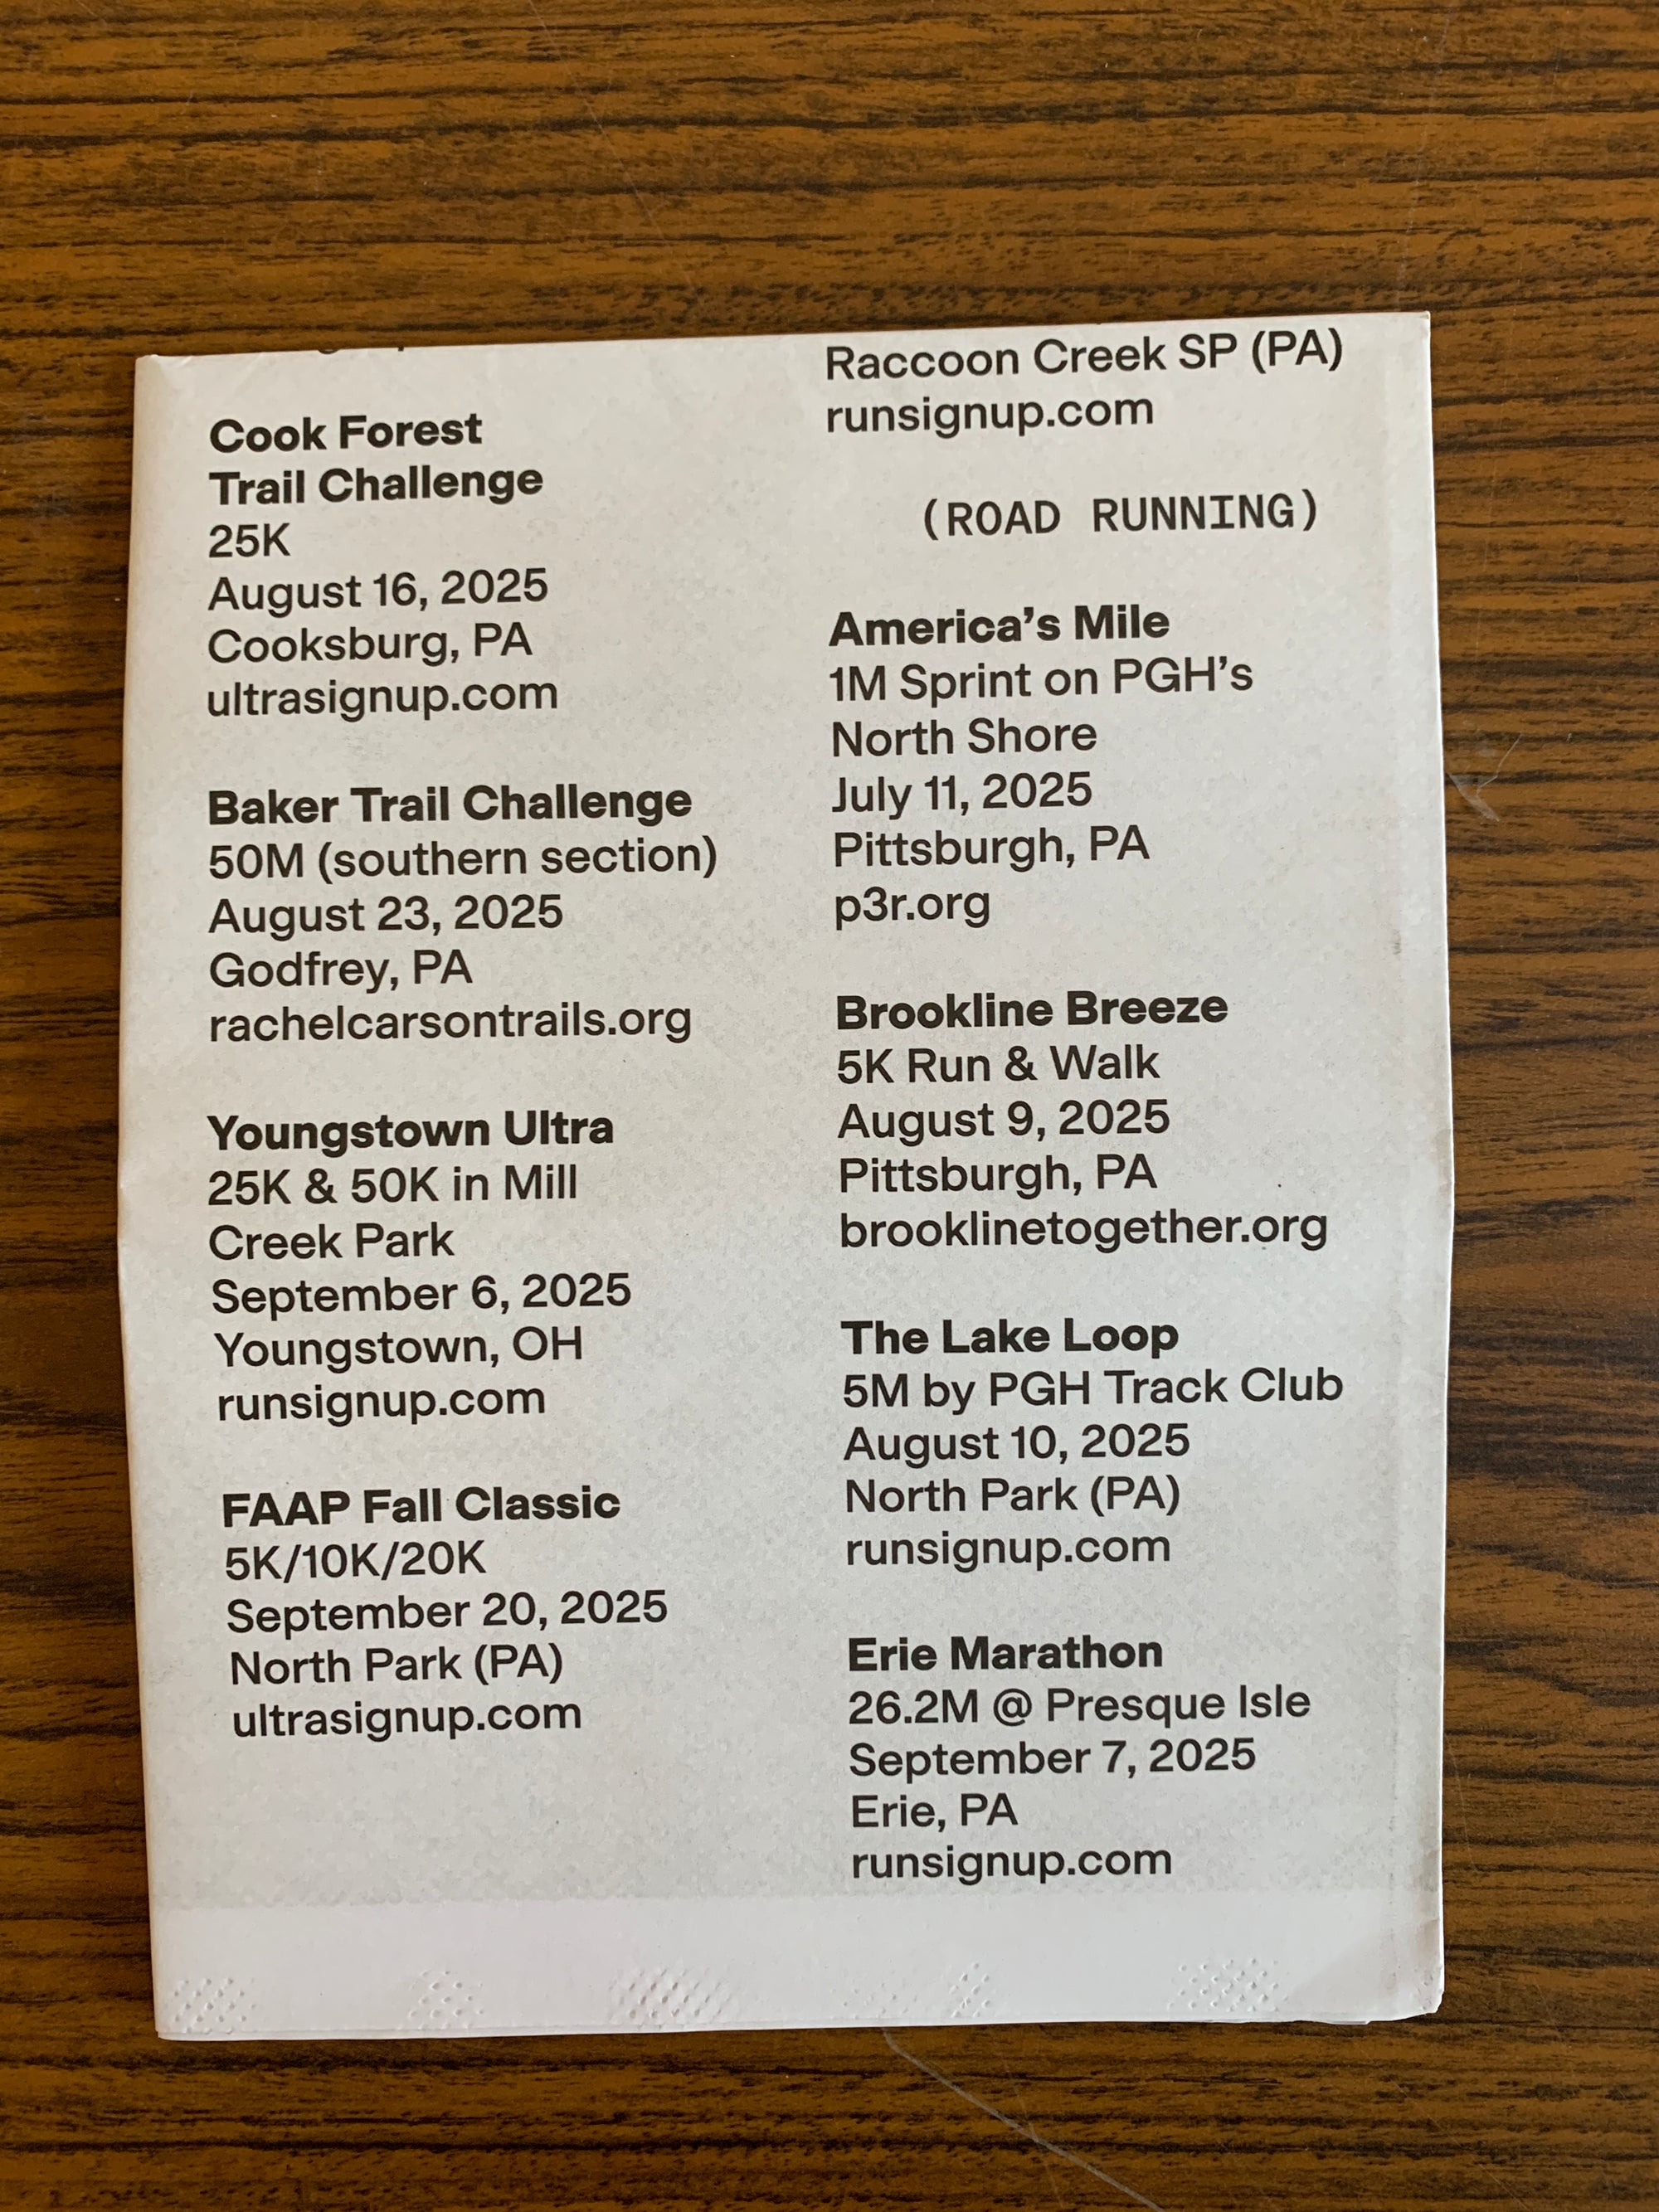 Cook Forest
Trail Challenge
25K
August 16, 2025
Cooksburg, PA
ultrasignup.com
Baker Trail Challenge
50M (southern section)
August 23, 2025
Godfrey, PA
rachelcarsontrails.org
Youngstown Ultra
25K & 50K in Mill
Creek Park
September 6, 2025
Youngstown, OH
runsignup.com
FAAP Fall Classic
5K/10K/20K
September 20, 2025
North Park (PA)
ultrasignup.com
Raccoon Creek SP (PA)
runsignup.com
(ROAD RUNNING)
America’s Mile
1M Sprint on PGH’s
North Shore
July 11, 2025
Pittsburgh, PA
p3r.org
Brookline Breeze
5K Run & Walk
August 9, 2025
Pittsburgh, PA
brooklinetogether.org
The Lake Loop
5M by PGH Track Club
August 10, 2025
North Park (PA)
runsignup.com
Erie Marathon
26.2M @ Presque Isle
September 7, 2025
Erie, PA
runsignup.com